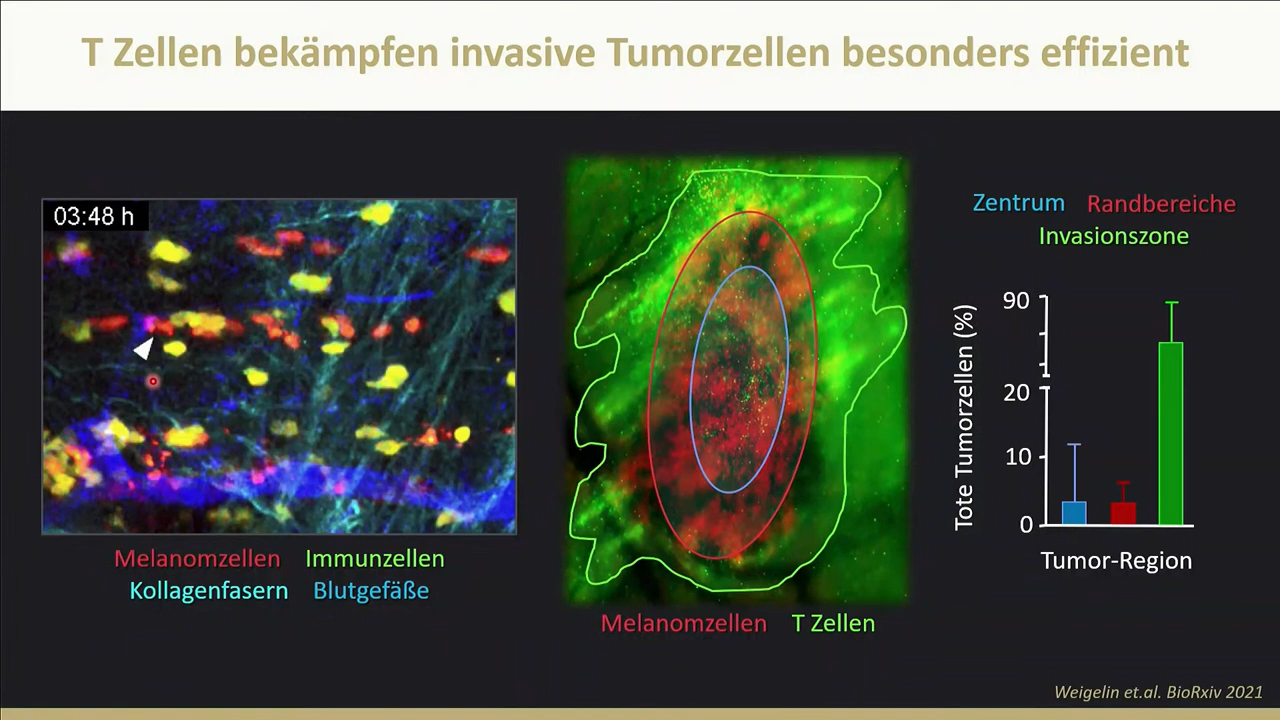 T Zellen bekämpfen invasive Tumorzellen besonders effizient
03:48 h
Melanomzellen Immunzellen
Kollagenfasern Blutgefäße
Melanomzellen T Zellen
Zentrum Randbereiche
Invasionszone
Tote Tumorzellen (%)
90
20
10
0
Tumor-Region
Weigelin et.al. BioRxiv 2021